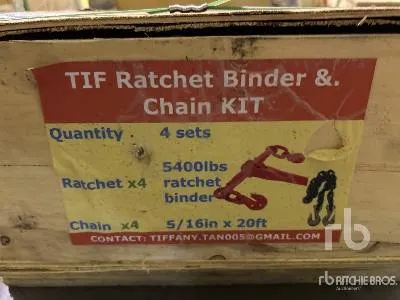 TIF Ratchet Binder &.
Chain KIT
Quantity 4 sets
Ratchet x4 5400lbs
ratchet
binder
Chain x4 5/16in x 20ft
CONTACT: TIFFANY.TAN005@GMAIL.COM
rb
rb RITCHIE BROS.
Auctioneers